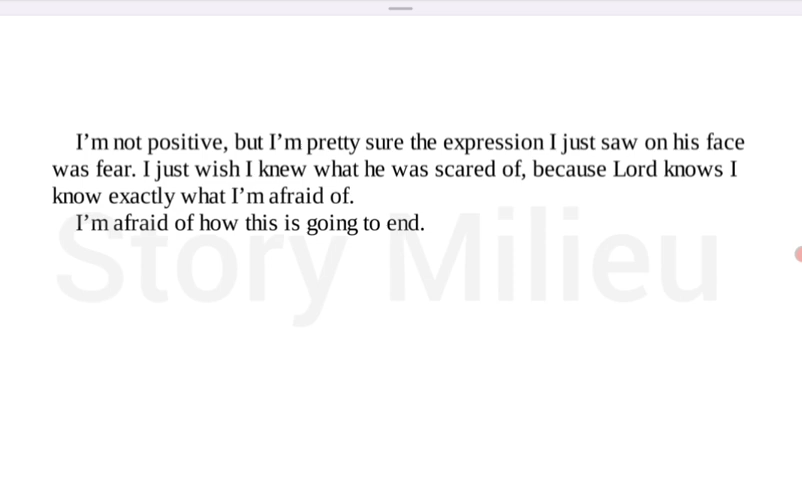 I’m not positive, but I’m pretty sure the expression I just saw on his face
was fear. I just wish I knew what he was scared of, because Lord knows I
know exactly what I’m afraid of.
I’m afraid of how this is going to end.
Story Milieu